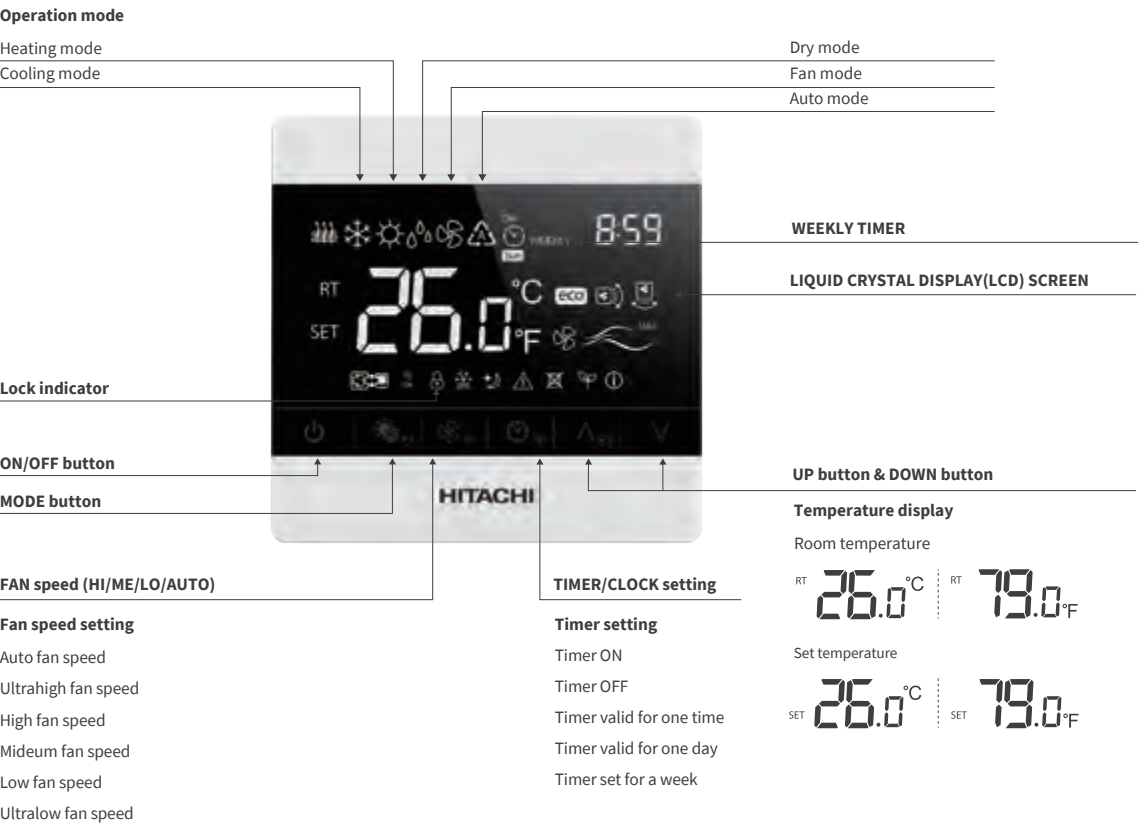 Operation mode
Heating mode
Cooling mode
Dry mode
Fan mode
Auto mode
8:59
WEEKLY
RT
26.0 °C
°F
SET
eco
WEEKLY TIMER
LIQUID CRYSTAL DISPLAY(LCD) SCREEN
Lock indicator
ON/OFF button
MODE button
HITACHI
UP button & DOWN button
Temperature display
Room temperature
RT 26.0°C RT 79.0°F
Set temperature
SET 26.0°C SET 79.0°F
FAN speed (HI/ME/LO/AUTO)
Fan speed setting
Auto fan speed
Ultrahigh fan speed
High fan speed
Mideum fan speed
Low fan speed
Ultralow fan speed
TIMER/CLOCK setting
Timer setting
Timer ON
Timer OFF
Timer valid for one time
Timer valid for one day
Timer set for a week